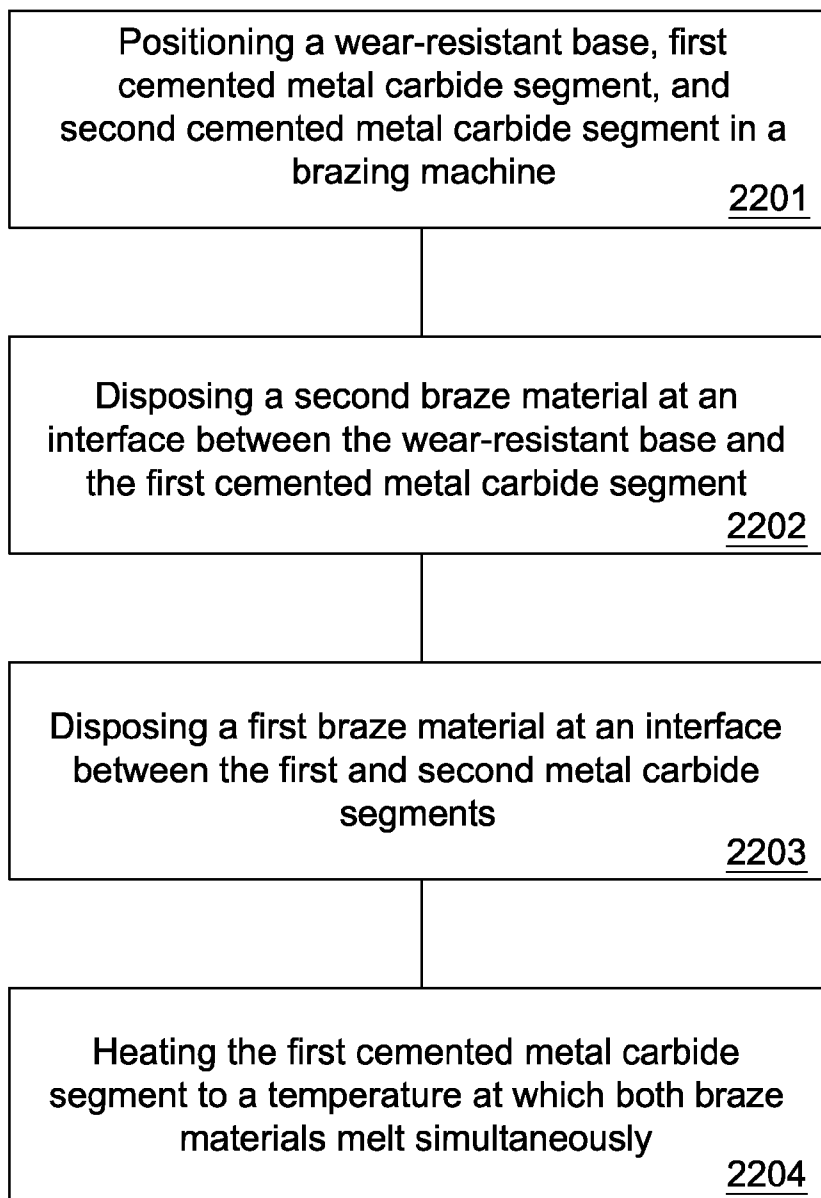 Positioning a wear-resistant base, first
cemented metal carbide segment, and
second cemented metal carbide segment in a
brazing machine
2201
Disposing a second braze material at an
interface between the wear-resistant base and
the first cemented metal carbide segment
2202
Disposing a first braze material at an interface
between the first and second metal carbide
segments
2203
Heating the first cemented metal carbide
segment to a temperature at which both braze
materials melt simultaneously
2204